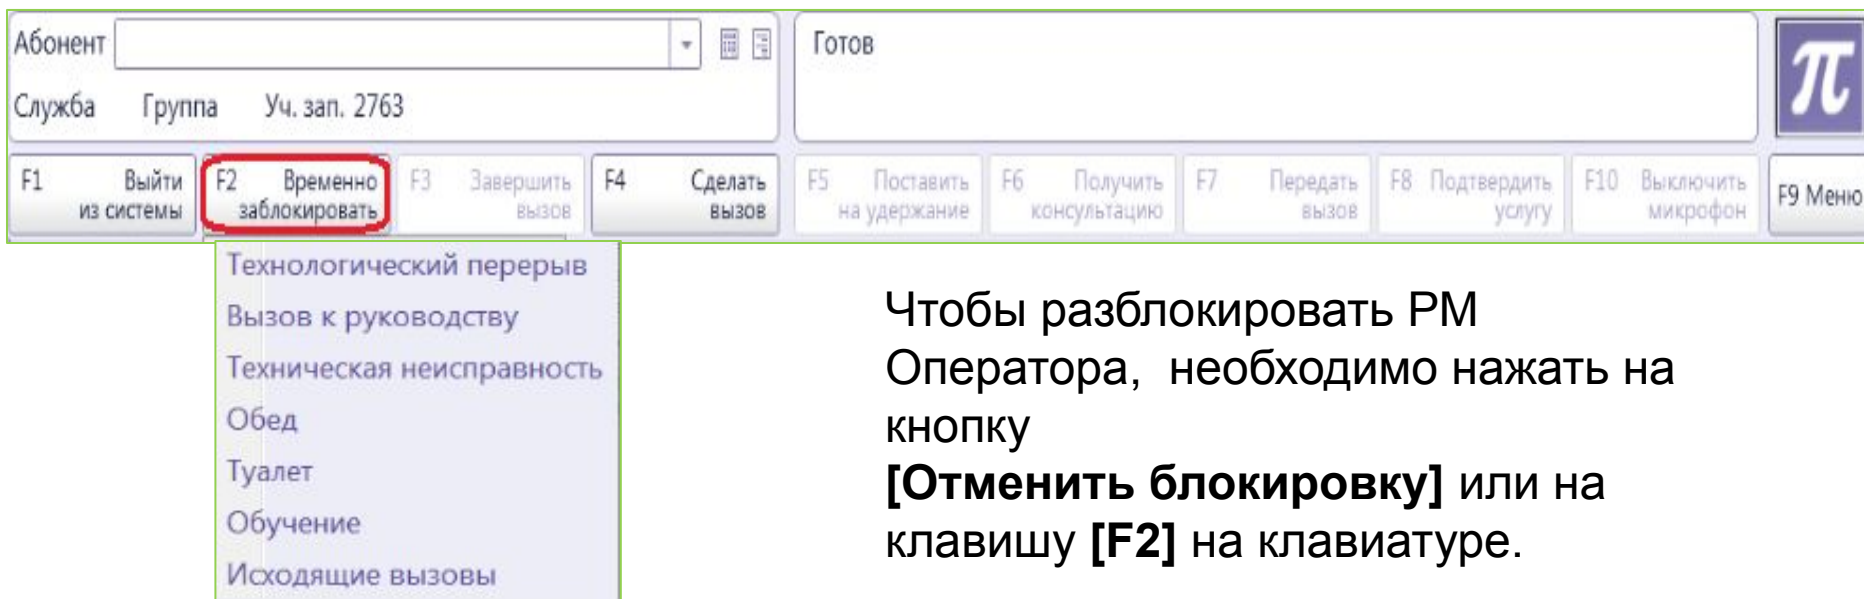 Абонент
Готов
Служба Группа Уч. зап. 2763
π
F1 Выйти
из системы
F2 Временно
заблокировать
F3 Завершить
вызов
F4 Сделать
вызов
F5 Поставить
на удержание
F6 Получить
консультацию
F7 Передать
вызов
F8 Подтвердить
услугу
F10 Выключить
микрофон
F9 Меню
Технологический перерыв
Вызов к руководству
Техническая неисправность
Обед
Туалет
Обучение
Исходящие вызовы
Чтобы разблокировать РМ
Оператора, необходимо нажать на
кнопку
[Отменить блокировку] или на
клавишу [F2] на клавиатуре.